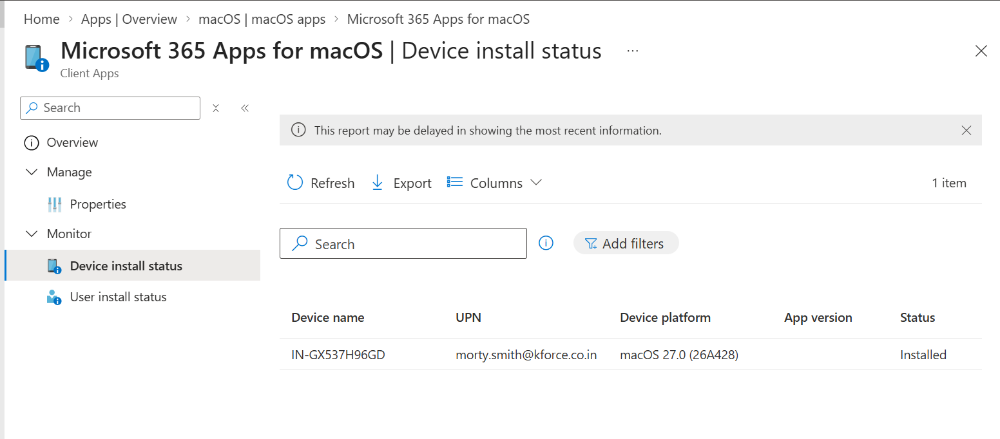 Home > Apps | Overview > macOS | macOS apps > Microsoft 365 Apps for macOS
Microsoft 365 Apps for macOS | Device install status ...
Client Apps
Search
Overview
Manage
Properties
Monitor
Device install status
User install status
This report may be delayed in showing the most recent information.
Refresh Export Columns 1 item
Search Add filters
Device name UPN Device platform App version Status
IN-GX537H96GD morty.smith@kforce.co.in macOS 27.0 (26A428) Installed